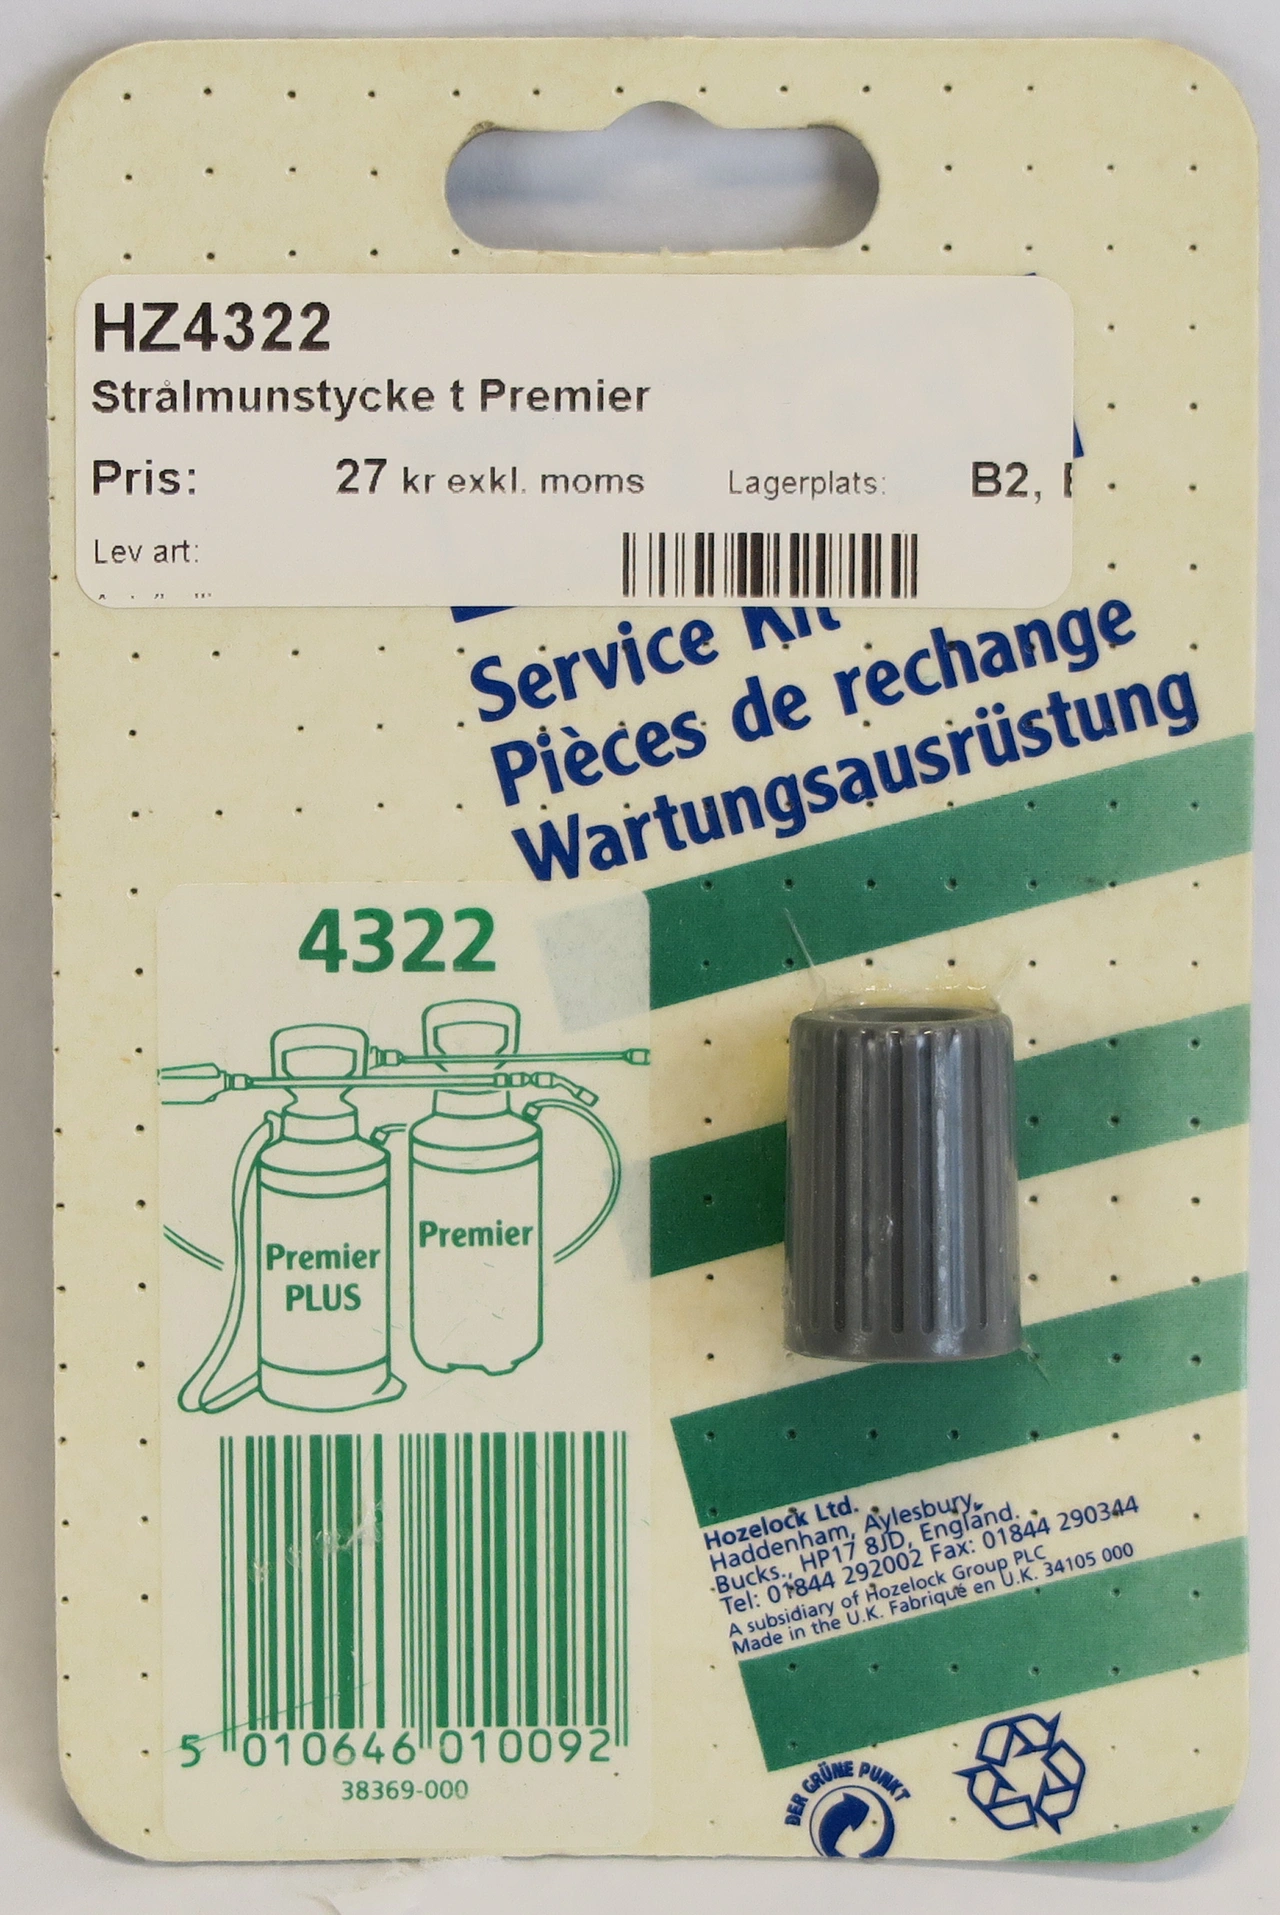 HZ4322
Strålmunstycke t Premier
Pris: 27 kr exkl. moms Lagerplats: B2,
Lev art:
Service Kit
Pièces de rechange
Wartungsausrüstung
4322
Premier
Premier
PLUS
5 010646 010092
38369-000
Hozelock Ltd.
Haddenham, Aylesbury,
Bucks., HP17 8JD, England.
Tel: 01844 292002 Fax: 01844 290344
A subsidiary of Hozelock Group PLC
Made in the U.K. Fabriqué en U.K. 34105 000
DER GRÜNE PUNKT